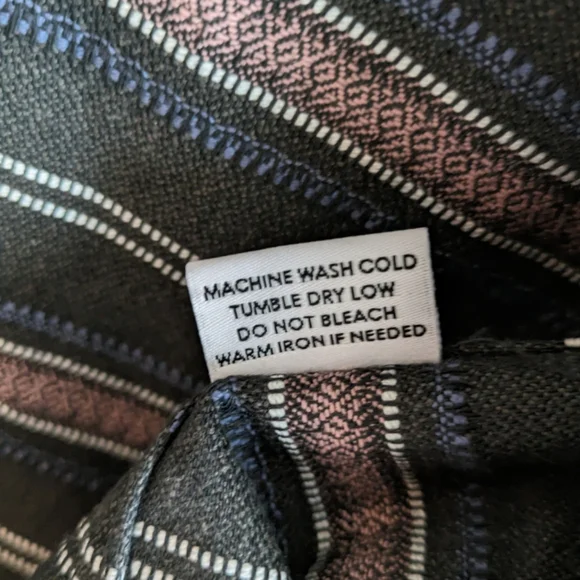 MACHINE WASH COLD
TUMBLE DRY LOW
DO NOT BLEACH
WARM IRON IF NEEDED